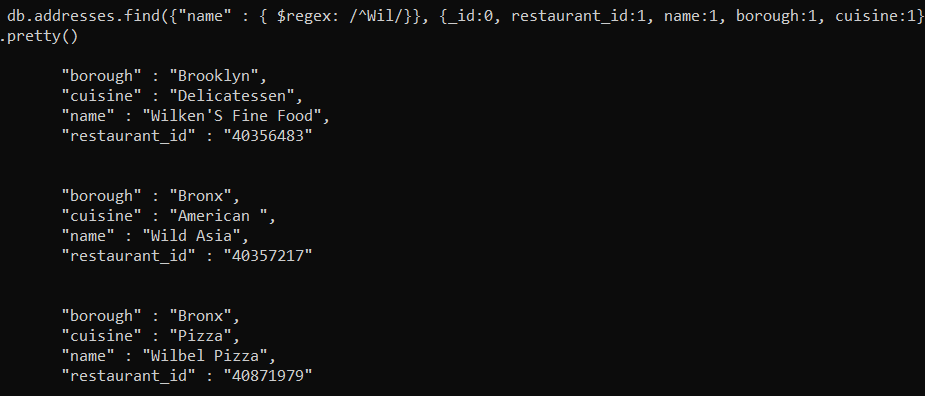 db.addresses.find({"name" : { $regex: /^Wil/}}, {_id:0, restaurant_id:1, name:1, borough:1, cuisine:1}
.pretty()
"borough" : "Brooklyn",
"cuisine" : "Delicatessen",
"name" : "Wilken'S Fine Food",
"restaurant_id" : "40356483"
"borough" : "Bronx",
"cuisine" : "American ",
"name" : "Wild Asia",
"restaurant_id" : "40357217"
"borough" : "Bronx",
"cuisine" : "Pizza",
"name" : "Wilbel Pizza",
"restaurant_id" : "40871979"